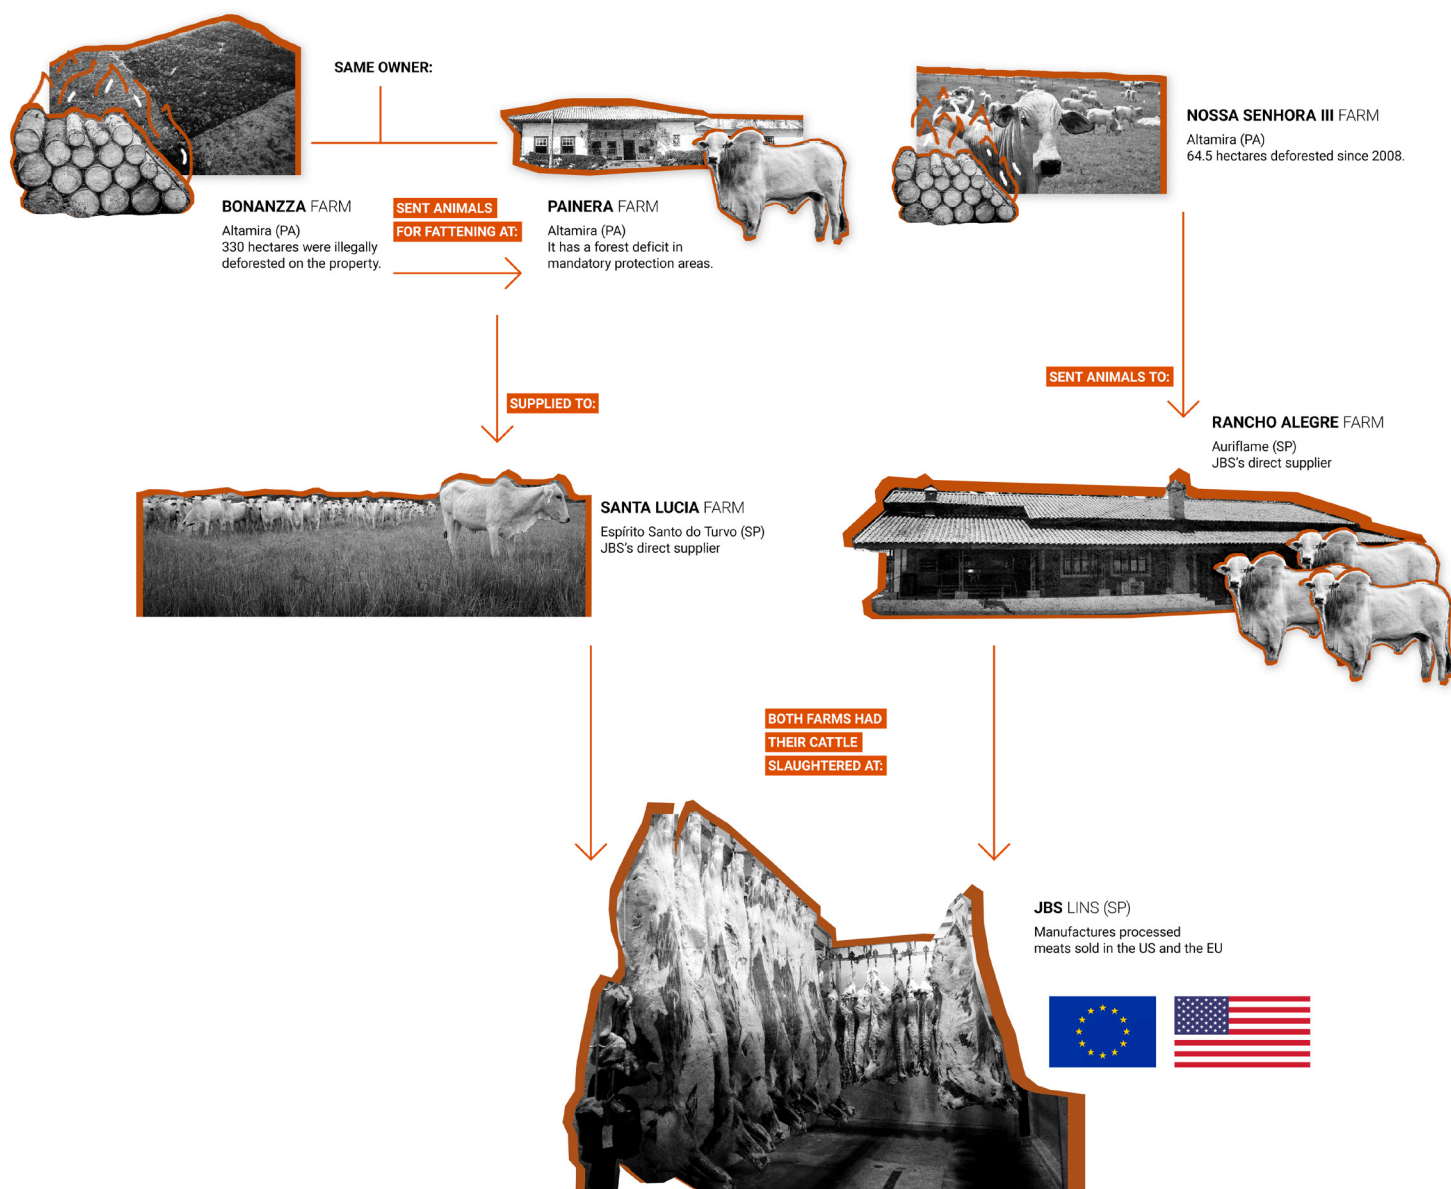 SAME OWNER:
BONANZZA FARM
Altamira (PA)
330 hectares were illegally
deforested on the property.
SENT ANIMALS
FOR FATTENING AT:
PAINERA FARM
Altamira (PA)
It has a forest deficit in
mandatory protection areas.
NOSSA SENHORA III FARM
Altamira (PA)
64.5 hectares deforested since 2008.
SUPPLIED TO:
SENT ANIMALS TO:
RANCHO ALEGRE FARM
Auriflame (SP)
JBS's direct supplier
SANTA LUCIA FARM
Espírito Santo do Turvo (SP)
JBS's direct supplier
BOTH FARMS HAD
THEIR CATTLE
SLAUGHTERED AT:
JBS LINS (SP)
Manufactures processed
meats sold in the US and the EU